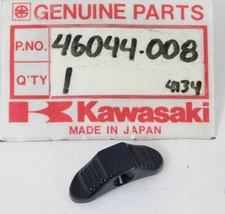 GENUINE PARTS
P.NO. 46044-008
Q'TY 1 4134
Kawasaki
MADE IN JAPAN